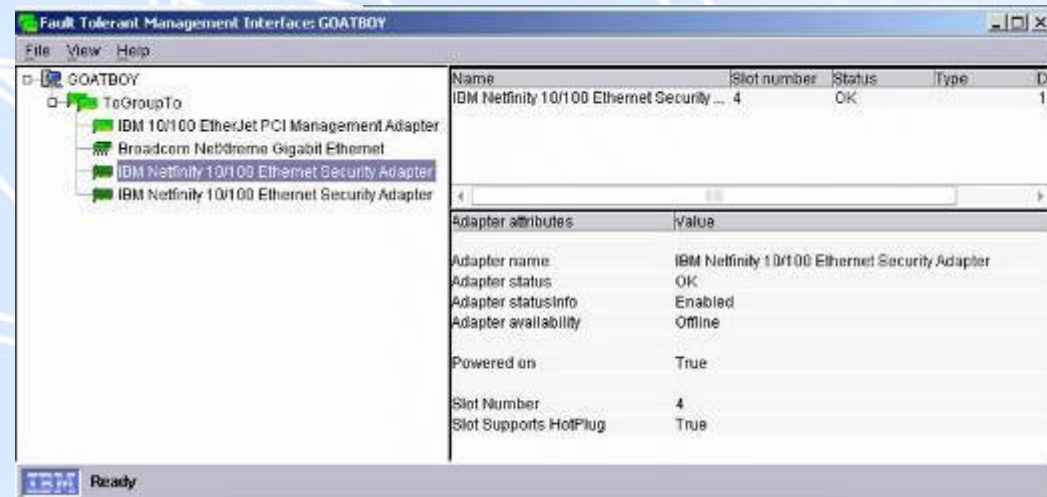 Fault Tolerant Management Interface: GOATBOY
File View Help
GOATBOY
ToGroupTo
IBM 10/100 EtherJet PCI Management Adapter
Broadcom NetXtreme Gigabit Ethernet
IBM Netfinity 10/100 Ethernet Security Adapter
IBM Netfinity 10/100 Ethernet Security Adapter
Name Slot number Status Type D
IBM Netfinity 10/100 Ethernet Security ... 4 OK 1
Adapter attributes Value
Adapter name IBM Netfinity 10/100 Ethernet Security Adapter
Adapter status OK
Adapter statusInfo Enabled
Adapter availability Offline
Powered on True
Slot Number 4
Slot Supports HotPlug True
IBM Ready